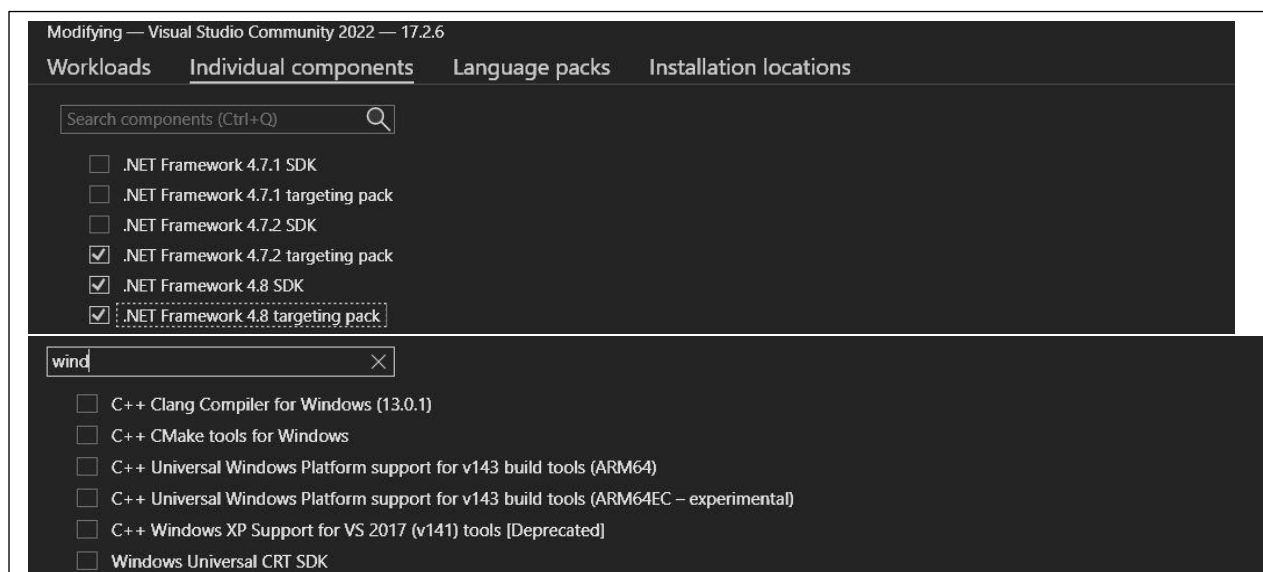 Modifying — Visual Studio Community 2022 — 17.2.6
Workloads Individual components Language packs Installation locations
Search components (Ctrl+Q)
.NET Framework 4.7.1 SDK
.NET Framework 4.7.1 targeting pack
.NET Framework 4.7.2 SDK
.NET Framework 4.7.2 targeting pack
.NET Framework 4.8 SDK
.NET Framework 4.8 targeting pack
wind
C++ Clang Compiler for Windows (13.0.1)
C++ CMake tools for Windows
C++ Universal Windows Platform support for v143 build tools (ARM64)
C++ Universal Windows Platform support for v143 build tools (ARM64EC – experimental)
C++ Windows XP Support for VS 2017 (v141) tools [Deprecated]
Windows Universal CRT SDK